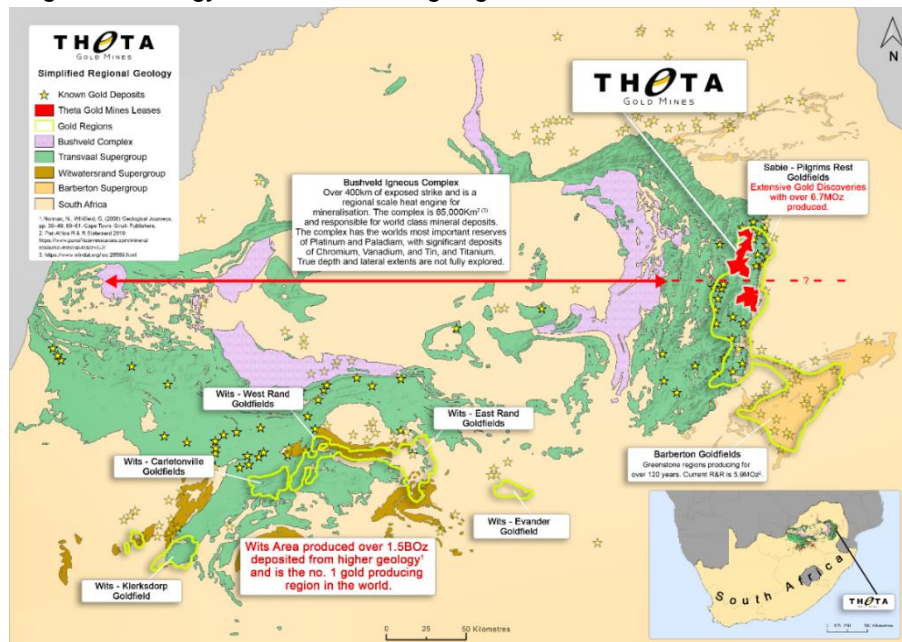 THETA
GOLD MINES
Simplified Regional Geology
Known Gold Deposits
Theta Gold Mines Leases
Gold Regions
Bushveld Complex
Transvaal Supergroup
Witwatersrand Supergroup
Barberton Supergroup
South Africa
THETA
GOLD MINES
N
Bushveld Igneous Complex
Over 400km of exposed strike and is a
regional scale heat engine for
mineralisation. The complex is 65,000Km² ⁽³⁾
and responsible for world class mineral deposits.
The complex has the worlds most important reserves
of Platinum and Paladiam, with significant deposits
of Chromium, Vanadium, and Tin, and Titanium.
True depth and lateral extents are not fully explored.
Sabie - Pilgrims Rest
Goldfields
Extensive Gold Discoveries
with over 6.7MOz
produced.
?
Wits - West Rand
Goldfields
Wits - East Rand
Goldfields
Wits - Carletonville
Goldfields
Barberton Goldfields
Greenstone regions producing for
over 120 years. Current R&R is 5.9MOz².
Wits - Evander
Goldfield
Wits Area produced over 1.5BOz
deposited from higher geology¹
and is the no. 1 gold producing
region in the world.
Wits - Klerksdorp
Goldfield
0 25 50 Kilometres
South Africa
THETA